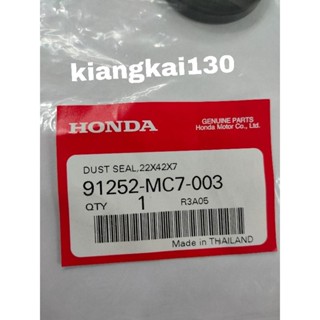 kiangkai130
HONDA
GENUINE PARTS
Honda Motor Co., Ltd.
DUST SEAL,22X42X7
91252-MC7-003
QTY 1 R3A05
Made in THAILAND